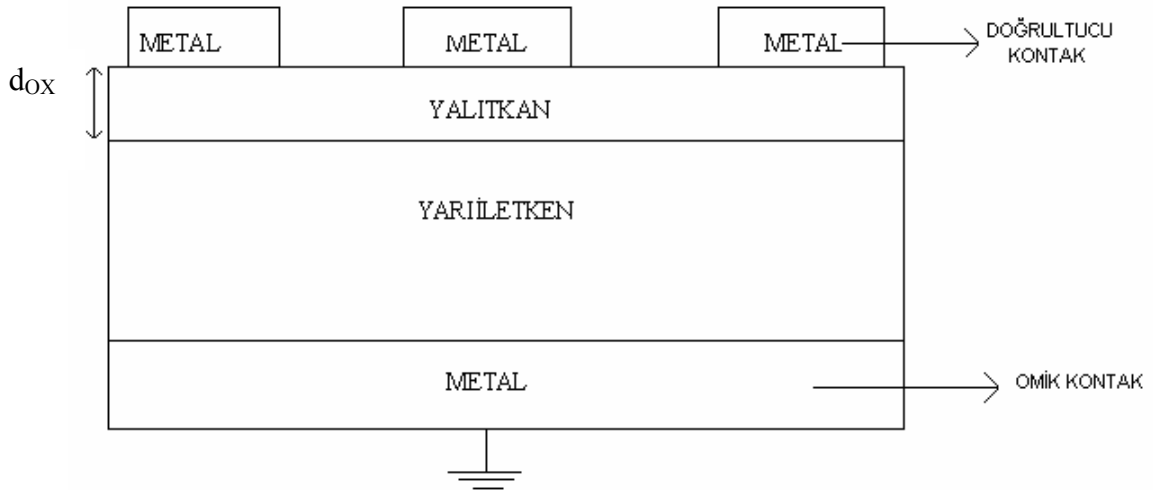 METAL
METAL
METAL
DOĞRULTUCU
KONTAK
dOX
YALITKAN
YARIİLETKEN
METAL
OMİK KONTAK